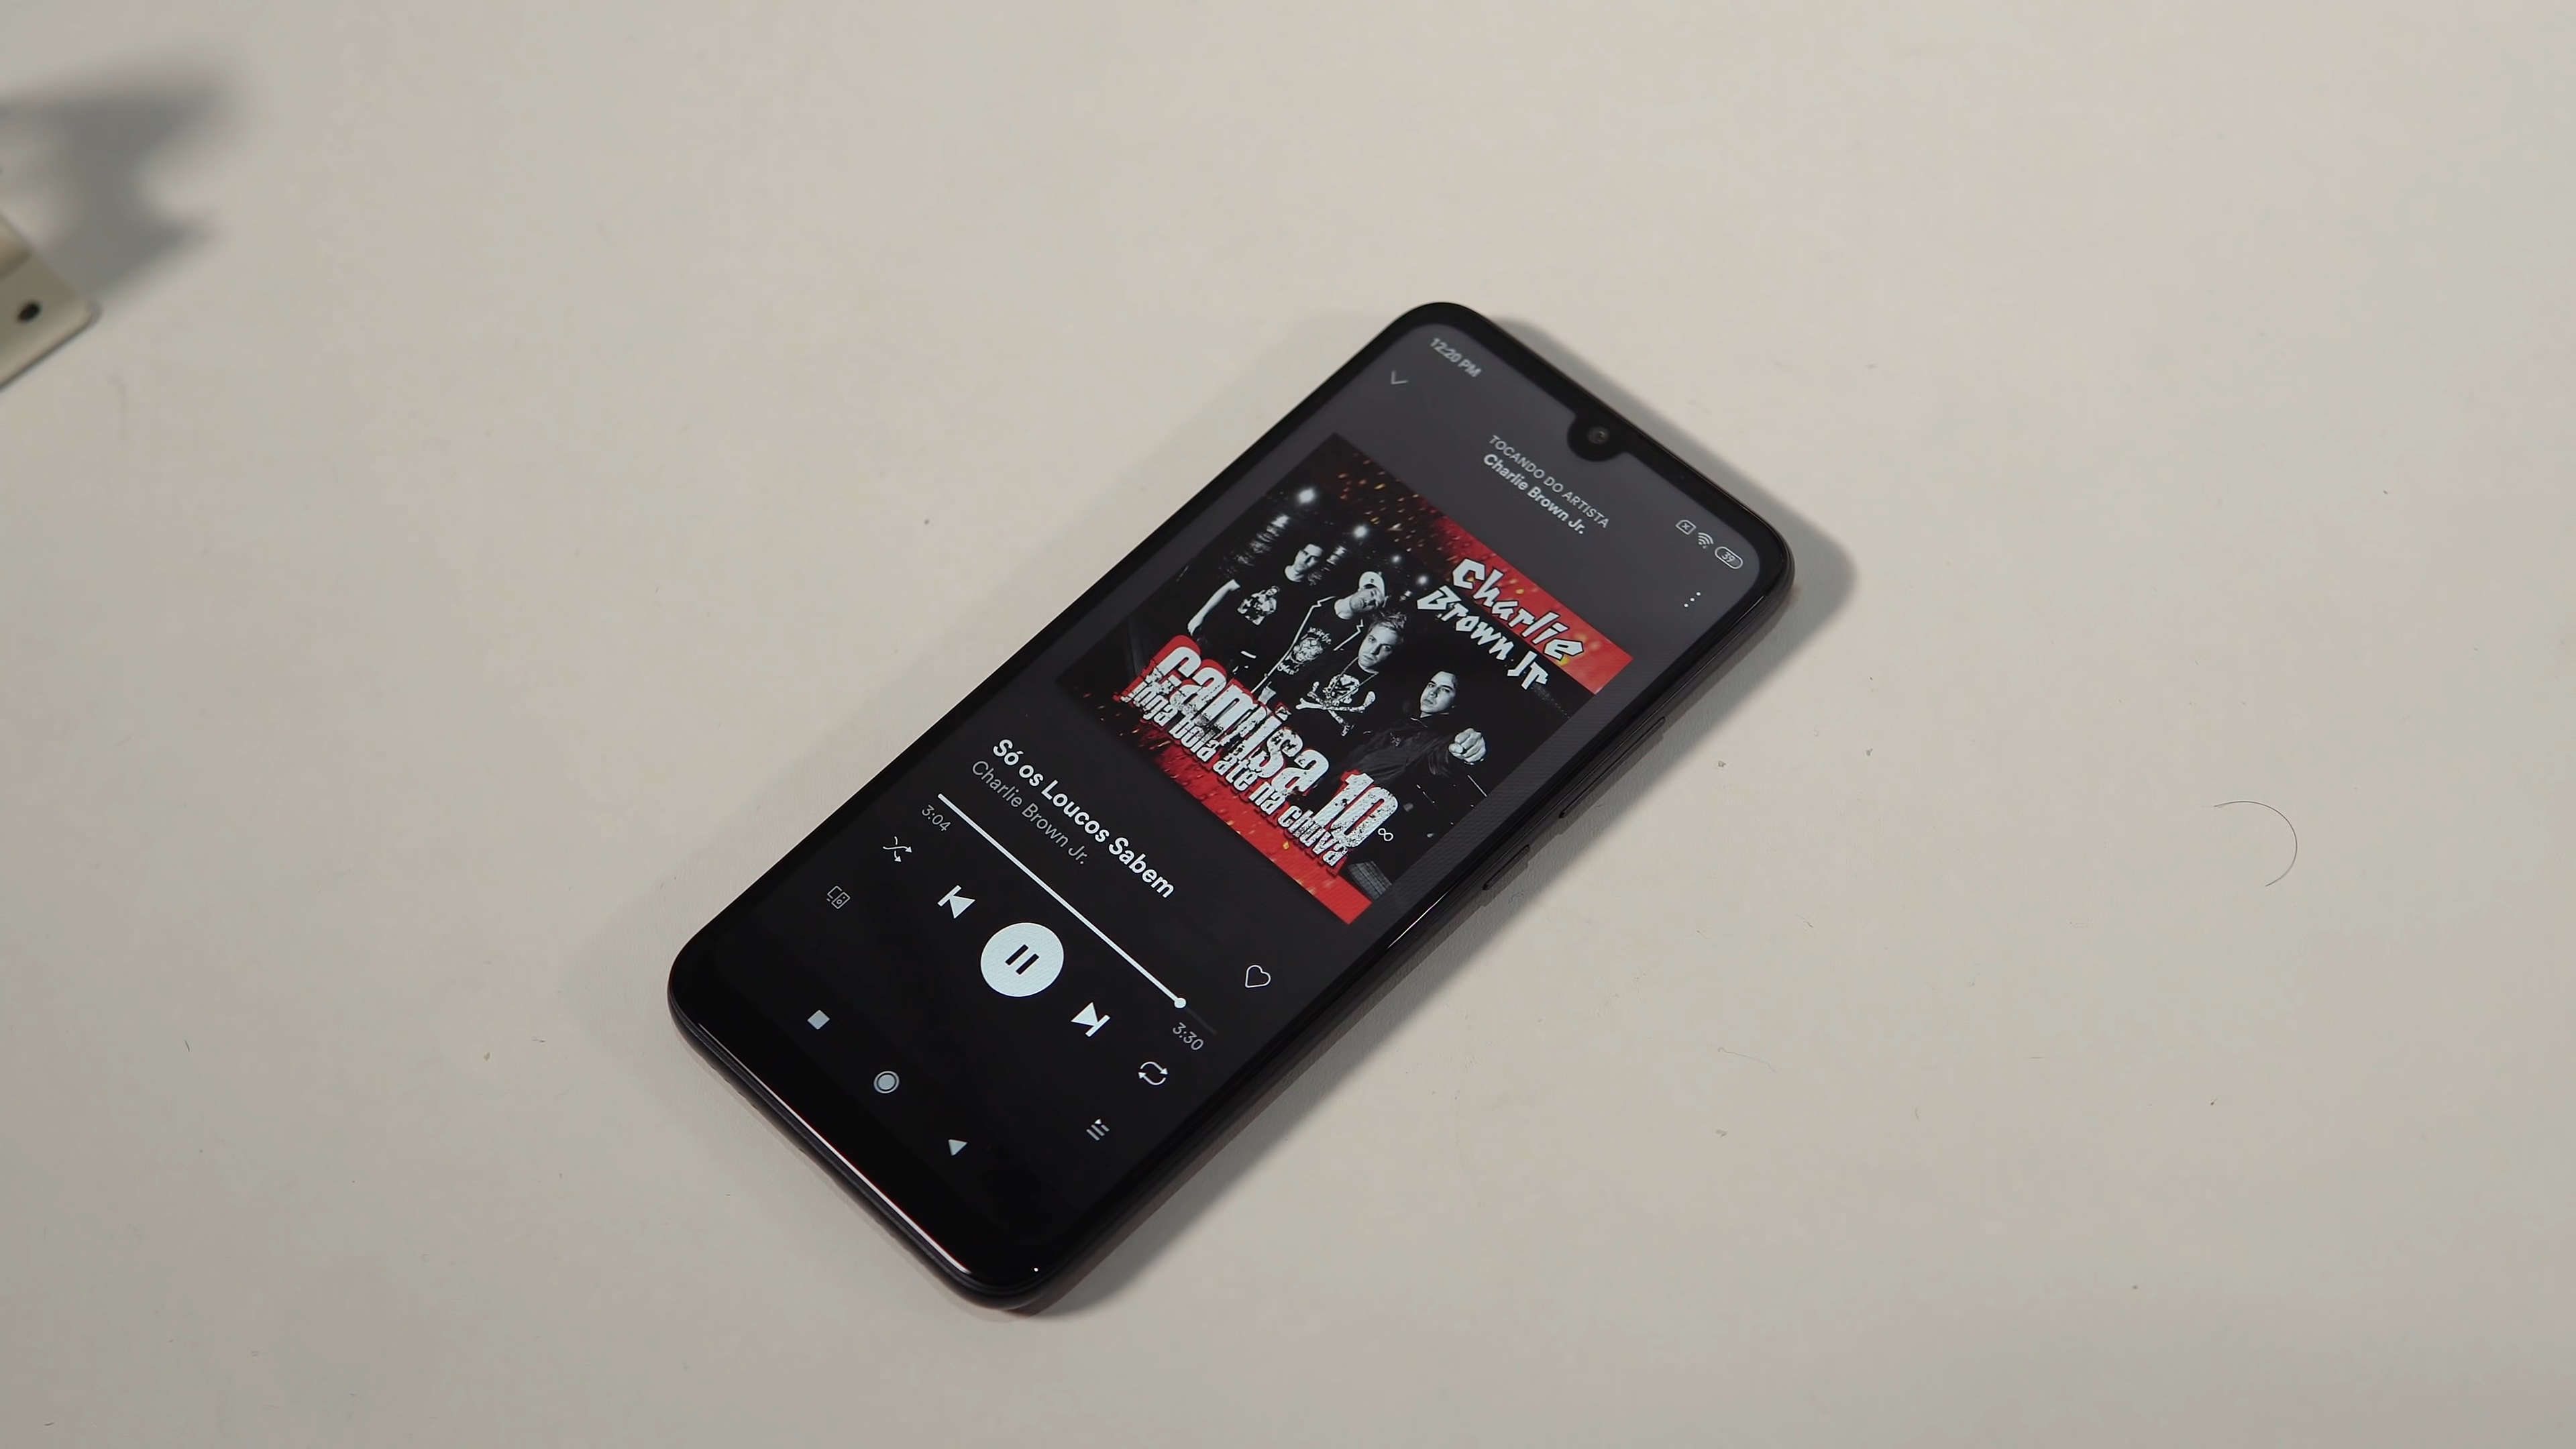 12:20 PM
39
TOCANDO DO ARTISTA
Charlie Brown Jr.
Charlie
Brown Jr
Camisa 10
joga bola até na chuva
Só os Loucos Sabem
Charlie Brown Jr.
3:04
3:30